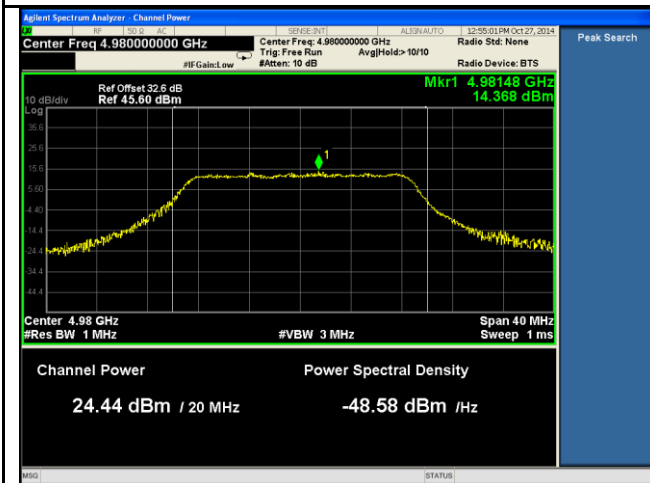 Agilent Spectrum Analyzer - Channel Power
RF 50 Ω AC SENSE:INT ALIGN AUTO 12:55:01 PM Oct 27, 2014
Center Freq 4.980000000 GHz Center Freq: 4.980000000 GHz Radio Std: None Peak Search
Trig: Free Run Avg|Hold:> 10/10
#IFGain:Low #Atten: 10 dB Radio Device: BTS
Mkr1 4.98148 GHz
14.368 dBm
Ref Offset 32.6 dB
10 dB/div Ref 45.60 dBm
Log
35.6
25.6
1
15.6
5.60
-4.40
-14.4
-24.4
-34.4
-44.4
Center 4.98 GHz Span 40 MHz
#Res BW 1 MHz #VBW 3 MHz Sweep 1 ms
Channel Power Power Spectral Density
24.44 dBm / 20 MHz -48.58 dBm /Hz
MSG STATUS